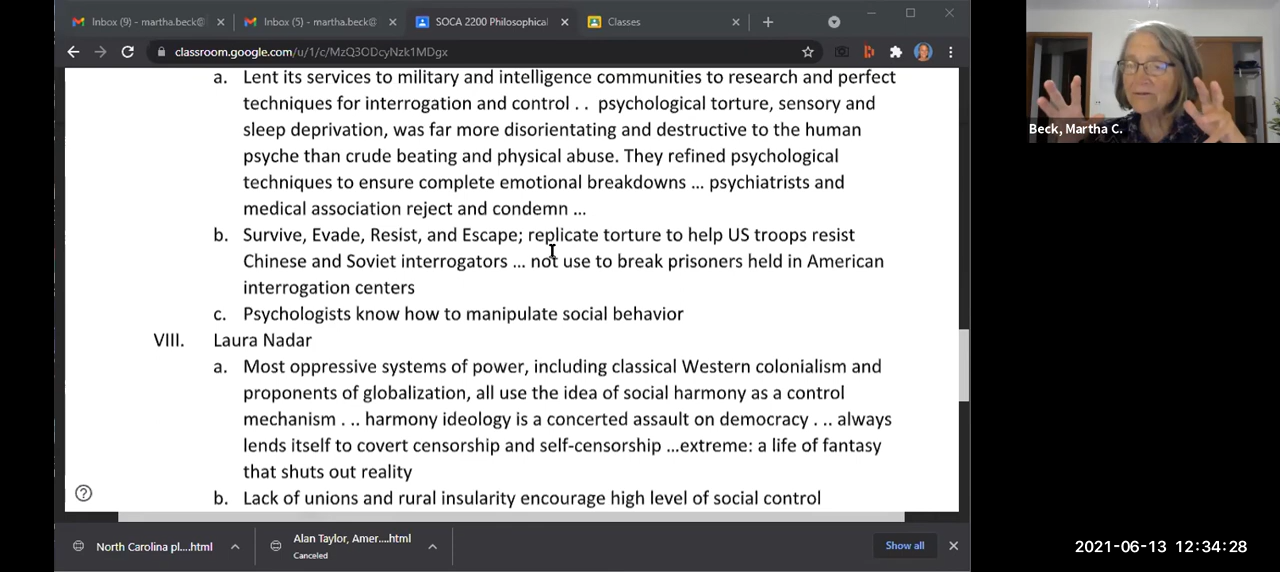 Inbox (9) - martha.beck@
Inbox (5) - martha.beck@
SOCA 2200 Philosophical
Classes
classroom.google.com/u/1/c/MzQ3ODcyNzk1MDgx
a. Lent its services to military and intelligence communities to research and perfect
techniques for interrogation and control . . psychological torture, sensory and
sleep deprivation, was far more disorientating and destructive to the human
psyche than crude beating and physical abuse. They refined psychological
techniques to ensure complete emotional breakdowns ... psychiatrists and
medical association reject and condemn ...
b. Survive, Evade, Resist, and Escape; replicate torture to help US troops resist
Chinese and Soviet interrogators ... not use to break prisoners held in American
interrogation centers
c. Psychologists know how to manipulate social behavior
VIII. Laura Nadar
a. Most oppressive systems of power, including classical Western colonialism and
proponents of globalization, all use the idea of social harmony as a control
mechanism . .. harmony ideology is a concerted assault on democracy . .. always
lends itself to covert censorship and self-censorship ...extreme: a life of fantasy
that shuts out reality
b. Lack of unions and rural insularity encourage high level of social control
North Carolina pl....html
Alan Taylor, Amer....html
Canceled
Show all
Beck, Martha C.
2021-06-13 12:34:28